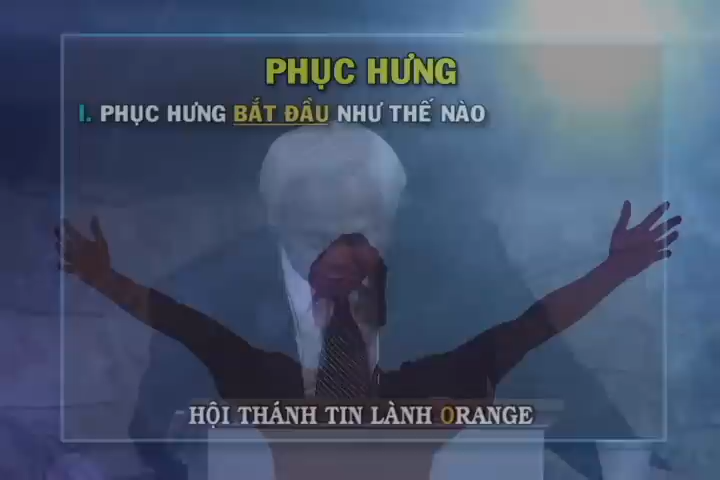 PHỤC HƯNG
I. PHỤC HƯNG BẮT ĐẦU NHƯ THẾ NÀO
HỘI THÁNH TIN LÀNH ORANGE